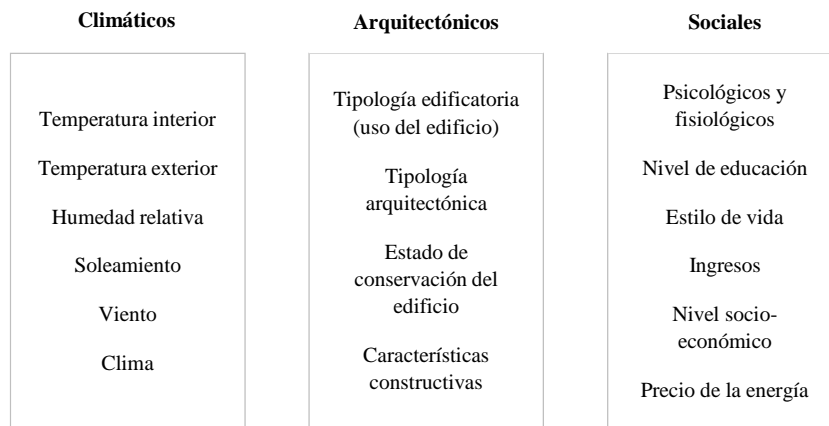 Climáticos
Temperatura interior
Temperatura exterior
Humedad relativa
Soleamiento
Viento
Clima
Arquitectónicos
Tipología edificatoria
(uso del edificio)
Tipología
arquitectónica
Estado de
conservación del
edificio
Características
constructivas
Sociales
Psicológicos y
fisiológicos
Nivel de educación
Estilo de vida
Ingresos
Nivel socio-
económico
Precio de la energía